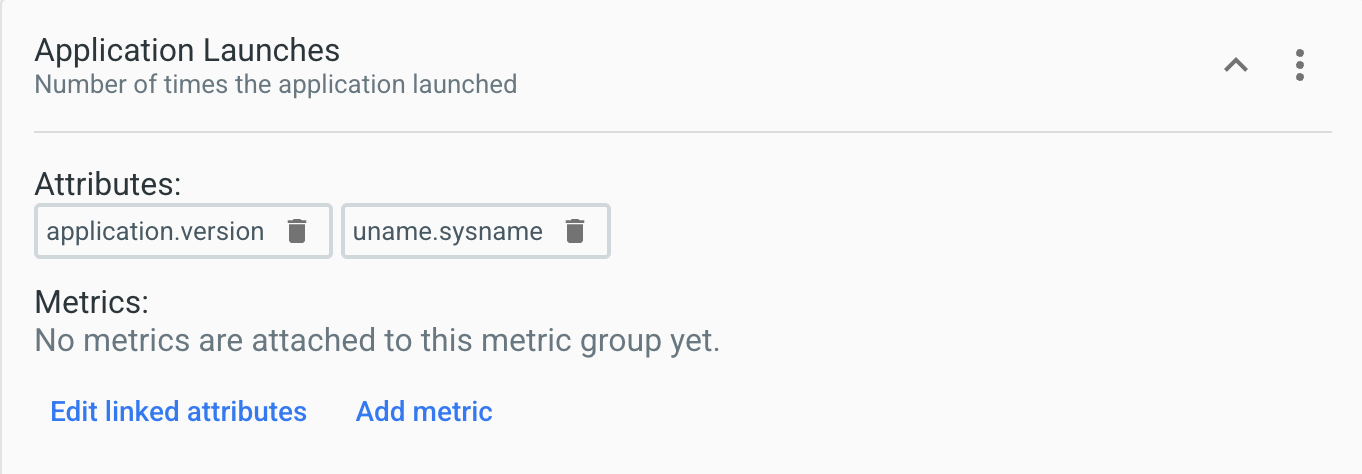 Application Launches
Number of times the application launched
Attributes:
application.version uname.sysname
Metrics:
No metrics are attached to this metric group yet.
Edit linked attributes Add metric